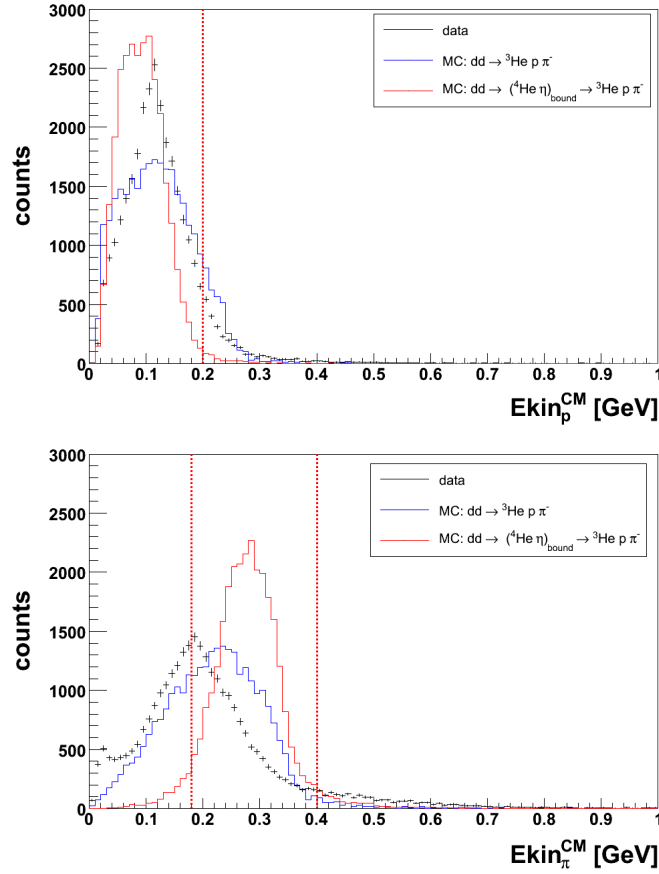 3000
2500
2000
1500
1000
500
0
counts
data
MC: dd → ³He p π⁻
MC: dd → (⁴He η)bound → ³He p π⁻
0 0.1 0.2 0.3 0.4 0.5 0.6 0.7 0.8 0.9 1
Ekin_p^CM [GeV]
3000
2500
2000
1500
1000
500
0
counts
data
MC: dd → ³He p π⁻
MC: dd → (⁴He η)bound → ³He p π⁻
0 0.1 0.2 0.3 0.4 0.5 0.6 0.7 0.8 0.9 1
Ekin_π^CM [GeV]